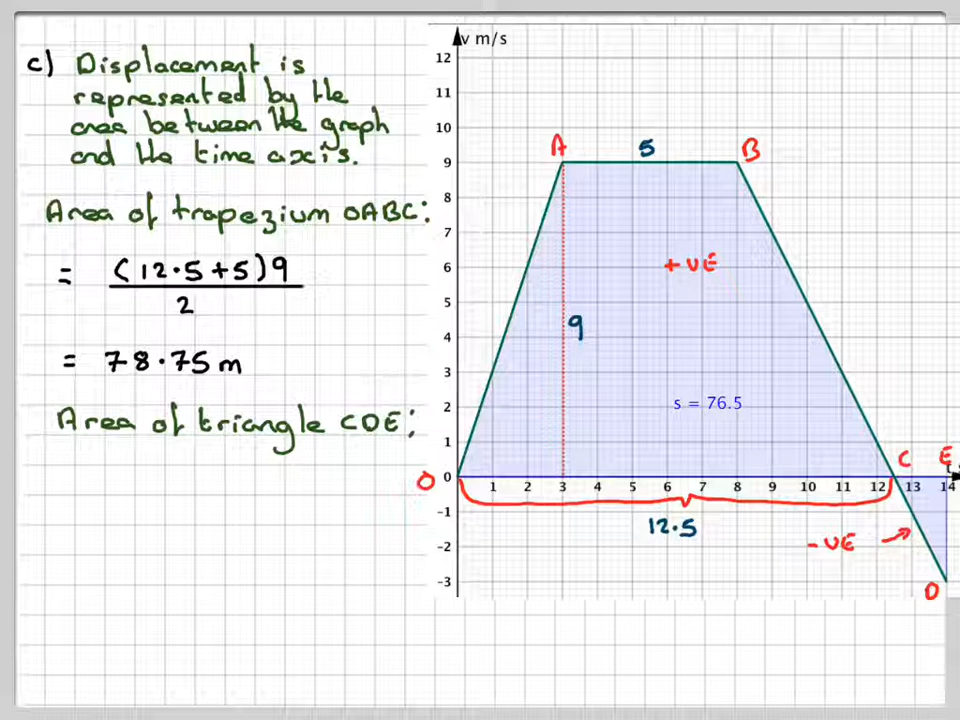 c) Displacement is
represented by the
area between the graph
and the time axis.
Area of trapezium OABC:
= (12.5+5)9
2
= 78.75 m
Area of triangle CDE:
v m/s
12
11
10
9
8
7
6
5
4
3
2
1
0
-1
-2
-3
1 2 3 4 5 6 7 8 9 10 11 12 13 14
A
5
B
+VE
9
s = 76.5
O
C
E
t
12.5
-VE
D